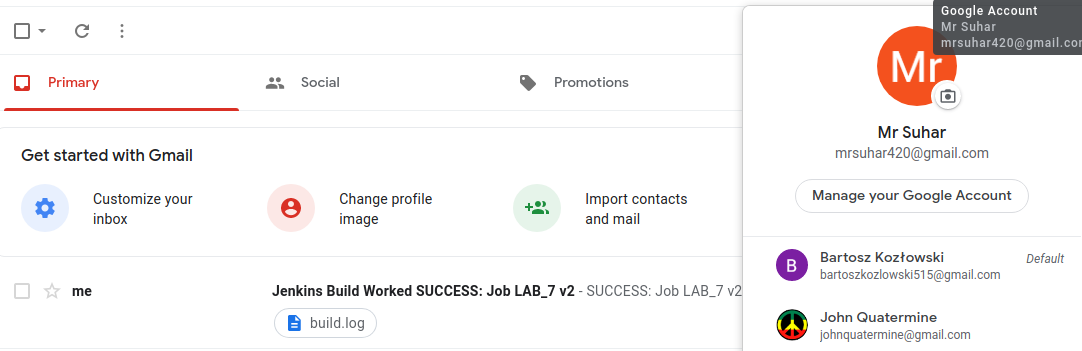 Google Account
Mr Suhar
mrsuhar420@gmail.com
Primary
Social
Promotions
Mr
Mr Suhar
mrsuhar420@gmail.com
Manage your Google Account
Get started with Gmail
Customize your
inbox
Change profile
image
Import contacts
and mail
B
Bartosz Kozłowski
Default
bartoszkozlowski515@gmail.com
me
Jenkins Build Worked SUCCESS: Job LAB_7 v2 - SUCCESS: Job LAB_7 v2
build.log
John Quatermine
johnquatermine@gmail.com